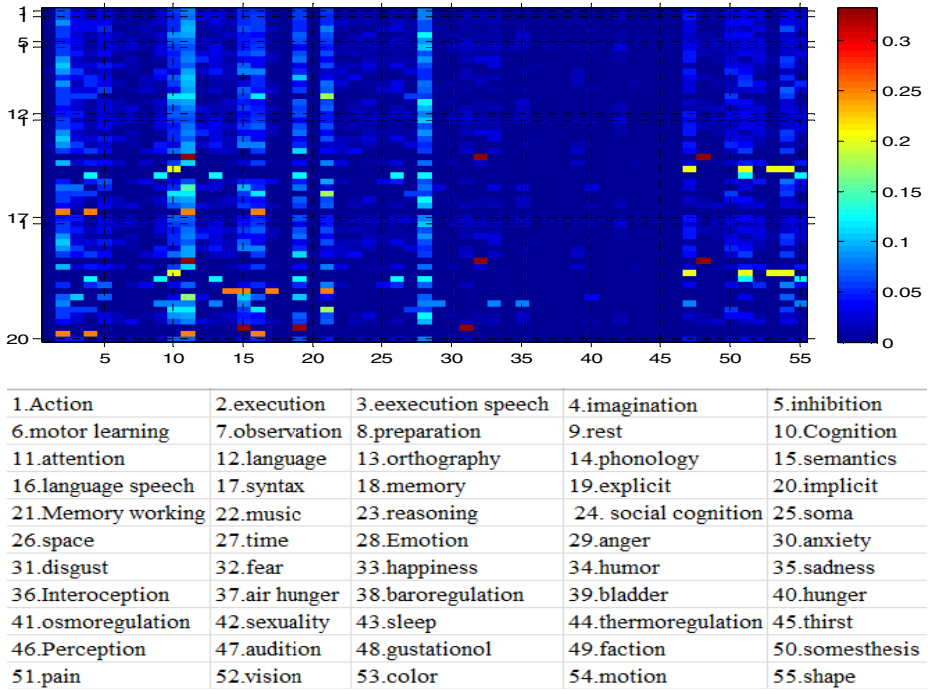 1
1
5
1
12
1
17
1
20
5 10 15 20 25 30 35 40 45 50 55
0.3
0.25
0.2
0.15
0.1
0.05
0
1.Action 2.execution 3.eexecution speech 4.imagination 5.inhibition
6.motor learning 7.observation 8.preparation 9.rest 10.Cognition
11.attention 12.language 13.orthography 14.phonology 15.semantics
16.language speech 17.syntax 18.memory 19.explicit 20.implicit
21.Memory working 22.music 23.reasoning 24. social cognition 25.soma
26.space 27.time 28.Emotion 29.anger 30.anxiety
31.disgust 32.fear 33.happiness 34.humor 35.sadness
36.Interoception 37.air hunger 38.baroregulation 39.bladder 40.hunger
41.osmoregulation 42.sexuality 43.sleep 44.thermoregulation 45.thirst
46.Perception 47.audition 48.gustationol 49.faction 50.somesthesis
51.pain 52.vision 53.color 54.motion 55.shape